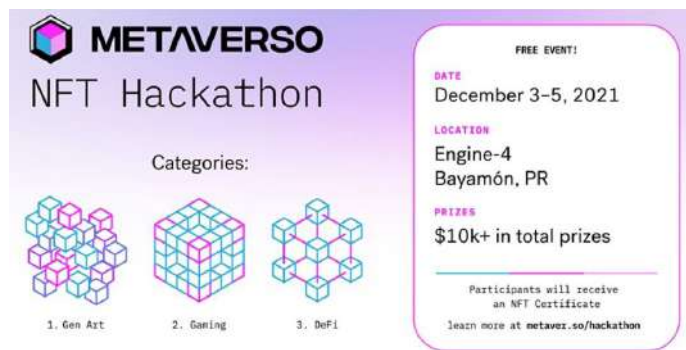 METAVERSO
NFT Hackathon
Categories:
1. Gen Art
2. Gaming
3. DeFi
FREE EVENT!
DATE
December 3–5, 2021
LOCATION
Engine-4
Bayamón, PR
PRIZES
$10k+ in total prizes
Participants will receive
an NFT Certificate
learn more at metaver.so/hackathon